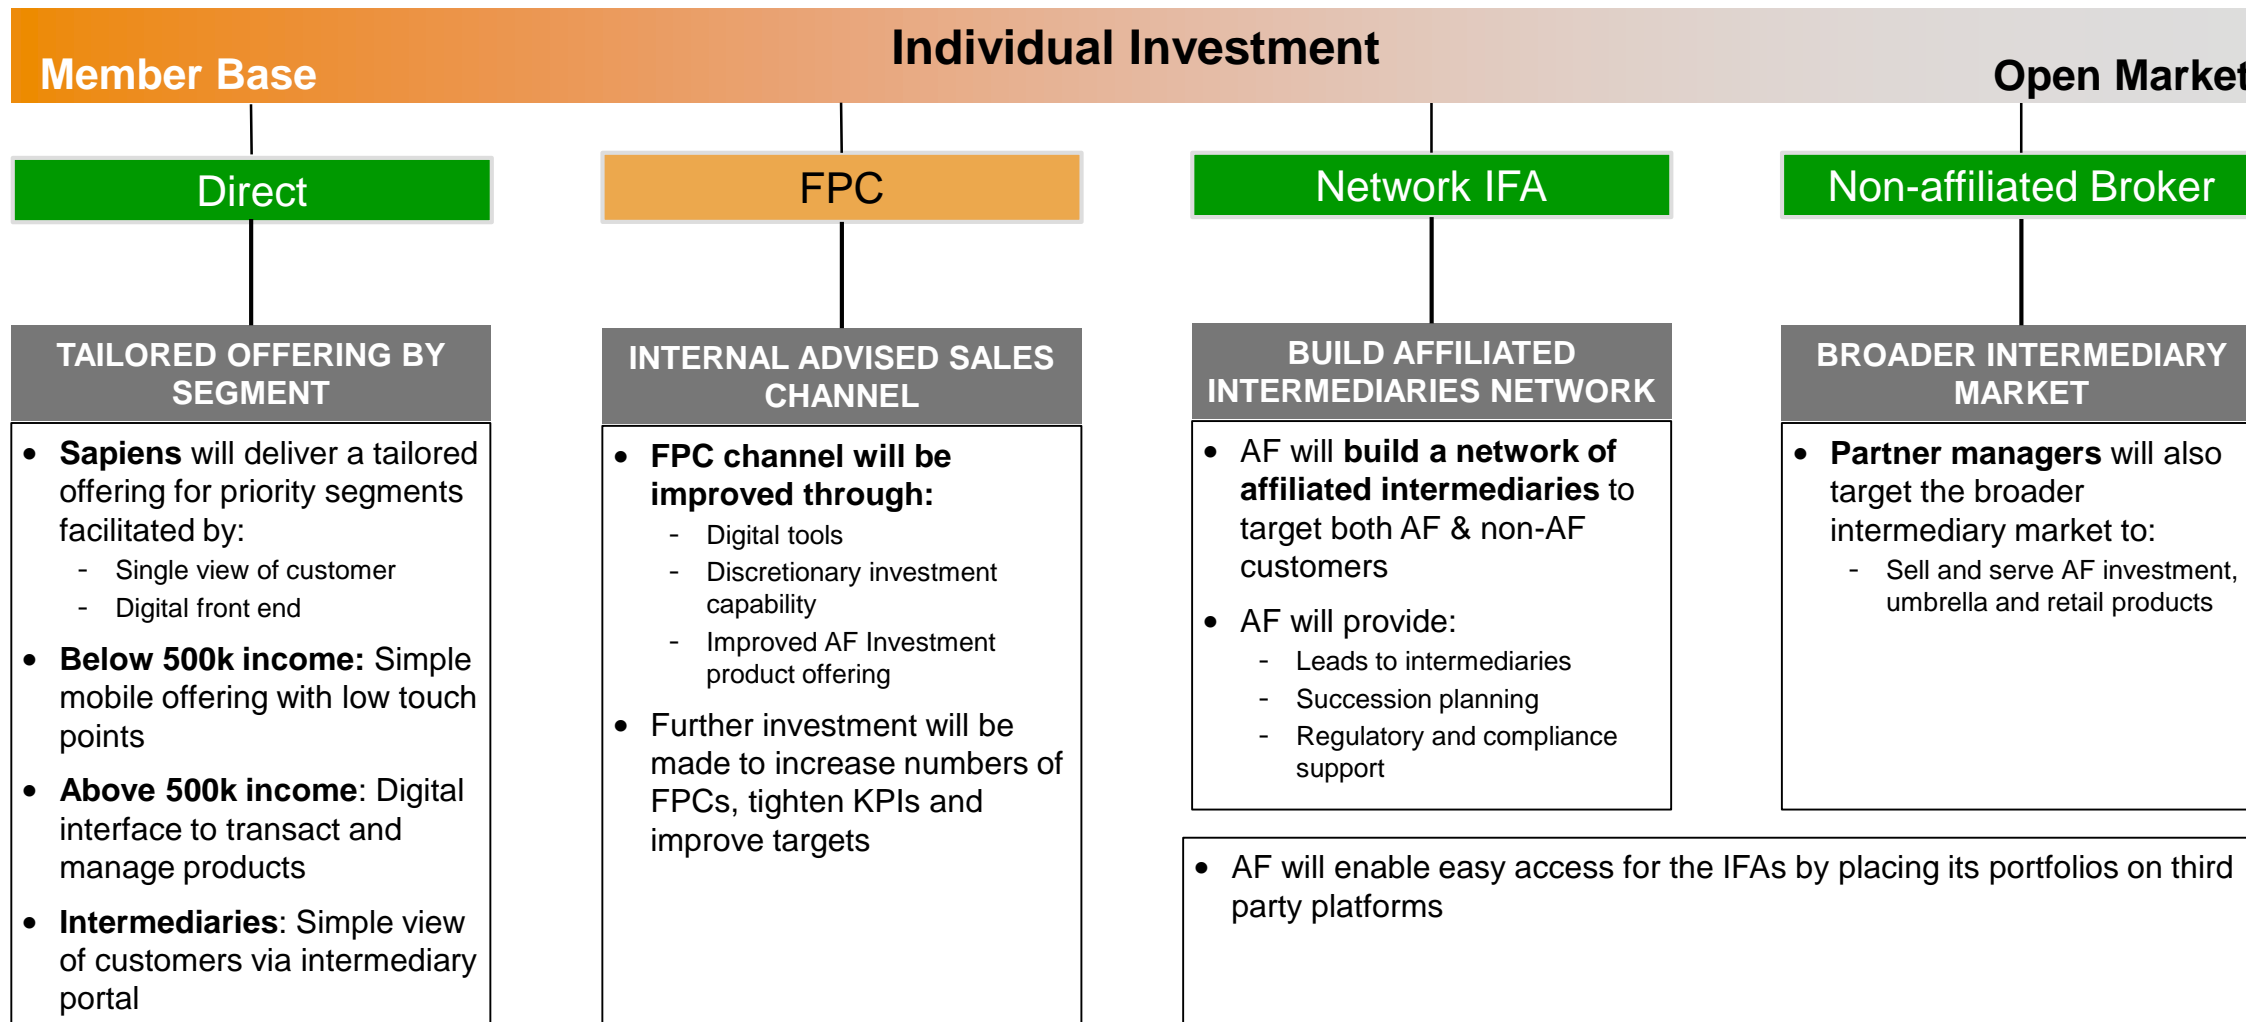 Individual Investment
Member Base
Open Market
Direct
TAILORED OFFERING BY
SEGMENT
• Sapiens will deliver a tailored
offering for priority segments
facilitated by:
- Single view of customer
- Digital front end
• Below 500k income: Simple
mobile offering with low touch
points
• Above 500k income: Digital
interface to transact and
manage products
• Intermediaries: Simple view
of customers via intermediary
portal
FPC
INTERNAL ADVISED SALES
CHANNEL
• FPC channel will be
improved through:
- Digital tools
- Discretionary investment
capability
- Improved AF Investment
product offering
• Further investment will be
made to increase numbers of
FPCs, tighten KPIs and
improve targets
Network IFA
BUILD AFFILIATED
INTERMEDIARIES NETWORK
• AF will build a network of
affiliated intermediaries to
target both AF & non-AF
customers
• AF will provide:
- Leads to intermediaries
- Succession planning
- Regulatory and compliance
support
Non-affiliated Broker
BROADER INTERMEDIARY
MARKET
• Partner managers will also
target the broader
intermediary market to:
- Sell and serve AF investment,
umbrella and retail products
• AF will enable easy access for the IFAs by placing its portfolios on third
party platforms